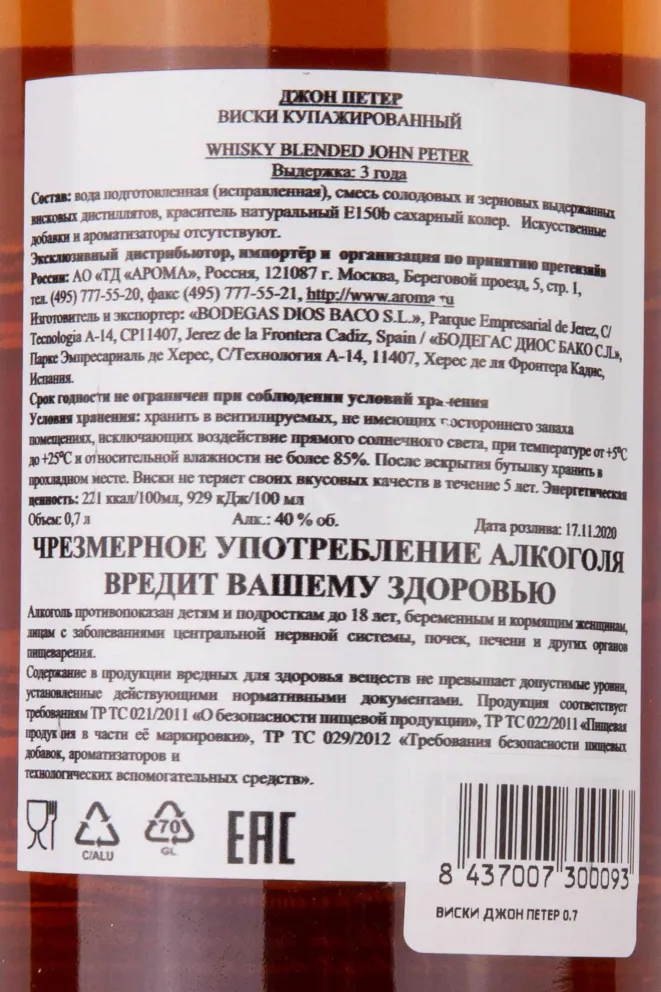 ДЖОН ПЕТЕР
ВИСКИ КУПАЖИРОВАННЫЙ
WHISKY BLENDED JOHN PETER
Выдержка: 3 года
Состав: вода подготовленная (исправленная), смесь солодовых и зерновых выдержанных
висковых дистиллятов, краситель натуральный E150b сахарный колер. Искусственные
добавки и ароматизаторы отсутствуют.
Эксклюзивный дистрибьютор, импортёр и организация по принятию претензий в
России: АО «ТД «АРОМА», Россия, 121087 г. Москва, Береговой проезд, 5, стр. 1,
тел. (495) 777-55-20, факс (495) 777-55-21, http://www.aroma.ru
Изготовитель и экспортер: «BODEGAS DIOS BACO S.L.», Parque Empresarial de Jerez, C/
Tecnologia A-14, CP11407, Jerez de la Frontera Cadiz, Spain / «БОДЕГАС ДИОС БАКО СЛ»,
Парке Эмпресариаль де Херес, С/Технология А-14, 11407, Херес де ля Фронтера Кадис,
Испания.
Срок годности не ограничен при соблюдении условий хранения
Условия хранения: хранить в вентилируемых, не имеющих постороннего запаха
помещениях, исключающих воздействие прямого солнечного света, при температуре от +5°С
до +25°С и относительной влажности не более 85%. После вскрытия бутылку хранить в
прохладном месте. Виски не теряет своих вкусовых качеств в течение 5 лет. Энергетическая
ценность: 221 ккал/100мл, 929 кДж/100 мл
Объем: 0,7 л Алк.: 40 % об. Дата розлива: 17.11.2020
ЧРЕЗМЕРНОЕ УПОТРЕБЛЕНИЕ АЛКОГОЛЯ
ВРЕДИТ ВАШЕМУ ЗДОРОВЬЮ
Алкоголь противопоказан детям и подросткам до 18 лет, беременным и кормящим женщинам,
лицам с заболеваниями центральной нервной системы, почек, печени и других органов
пищеварения.
Содержание в продукции вредных для здоровья веществ не превышает допустимые уровни,
установленные действующими нормативными документами. Продукция соответствует
требованиям ТР ТС 021/2011 «О безопасности пищевой продукции», ТР ТС 022/2011 «Пищевая
продукция в части её маркировки», ТР ТС 029/2012 «Требования безопасности пищевых
добавок, ароматизаторов и
технологических вспомогательных средств».
C/ALU
70
GL
EAC
8 437007 300093
ВИСКИ ДЖОН ПЕТЕР 0.7